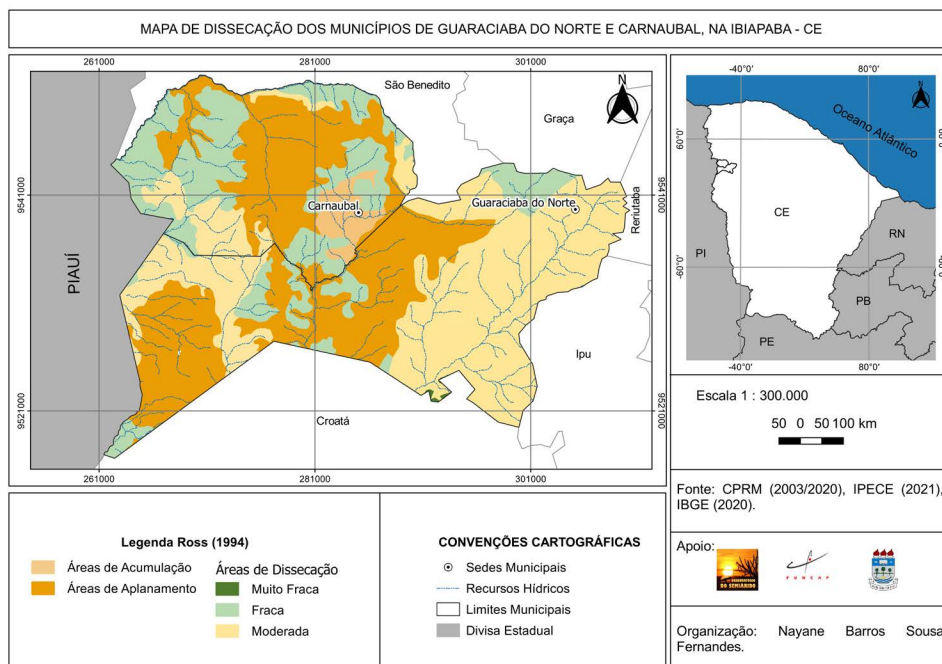 MAPA DE DISSECAÇÃO DOS MUNICÍPIOS DE GUARACIABA DO NORTE E CARNAUBAL, NA IBIAPABA - CE
261000
281000
301000
São Benedito
N
Graça
9541000
Carnaubal
Guaraciaba do Norte
9541000
Reriutaba
PIAUÍ
Ipu
9521000
Croatá
9521000
261000
281000
301000
-40°0'
80°0'
N
Oceano Atlântico
60°0'
CE
RN
PI
PB
PE
-40°0'
80°0'
Escala 1 : 300.000
50 0 50 100 km
Fonte: CPRM (2003/2020), IPECE (2021),
IBGE (2020).
Apoio:
DO SEMIÁRIDO
FUNCAP
Organização: Nayane Barros Sousa
Fernandes.
Legenda Ross (1994)
Áreas de Acumulação
Áreas de Aplanamento
Áreas de Dissecação
Muito Fraca
Fraca
Moderada
CONVENÇÕES CARTOGRÁFICAS
Sedes Municipais
Recursos Hídricos
Limites Municipais
Divisa Estadual